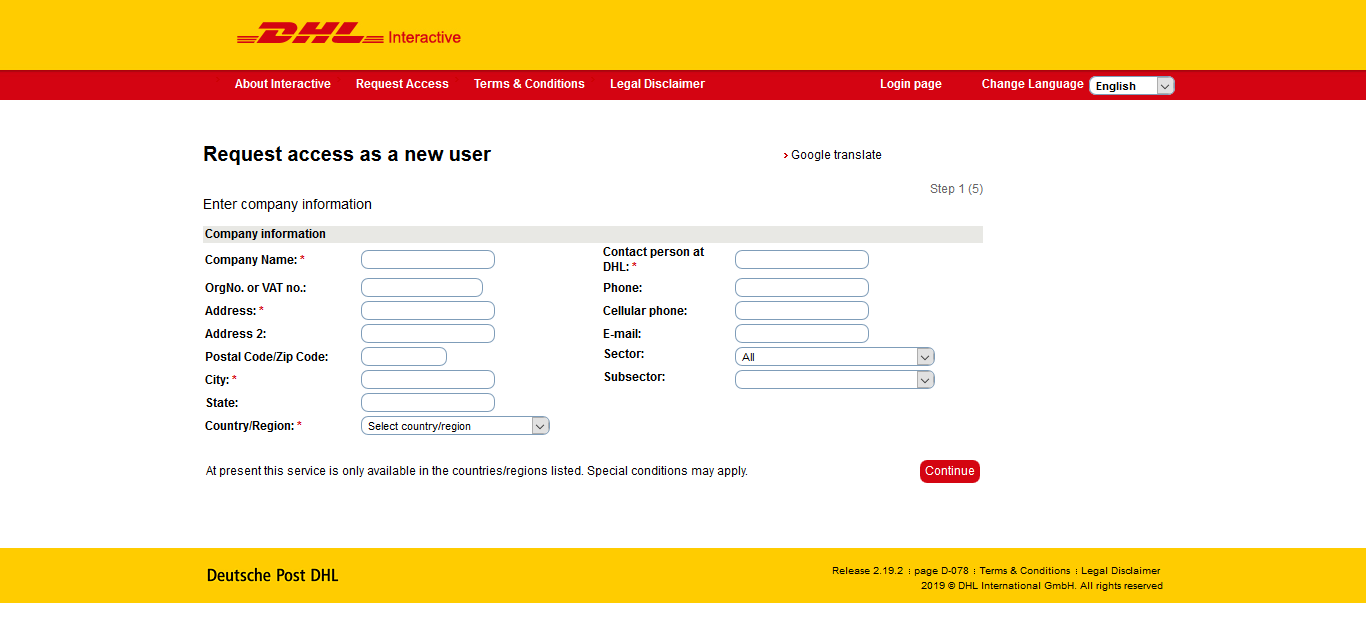 DHL Interactive
About Interactive Request Access Terms & Conditions Legal Disclaimer Login page Change Language English
Request access as a new user
› Google translate
Step 1 (5)
Enter company information
Company information
Company Name: *
Contact person at
DHL: *
OrgNo. or VAT no.:
Phone:
Address: *
Cellular phone:
Address 2:
E-mail:
Postal Code/Zip Code:
Sector: All
City: *
Subsector:
State:
Country/Region: * Select country/region
At present this service is only available in the countries/regions listed. Special conditions may apply.
Continue
Deutsche Post DHL
Release 2.19.2 : page D-078 : Terms & Conditions : Legal Disclaimer
2019 © DHL International GmbH. All rights reserved